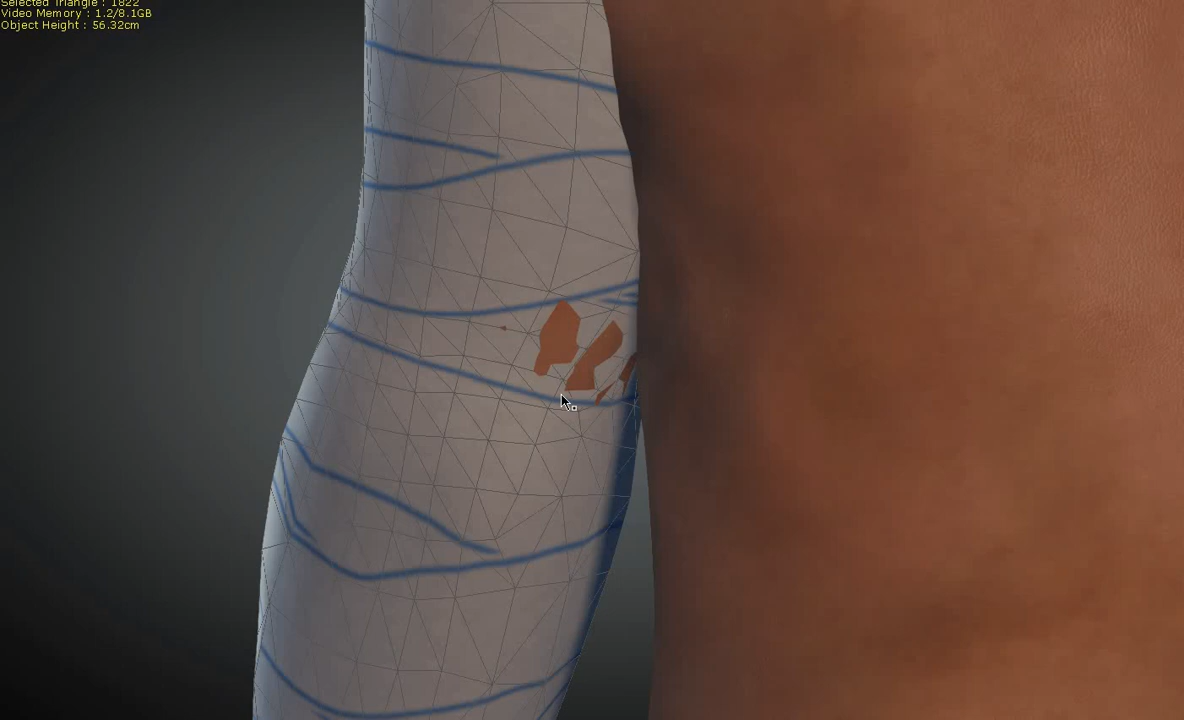 Selected Triangle : 1822
Video Memory : 1.2/8.1GB
Object Height : 56.32cm